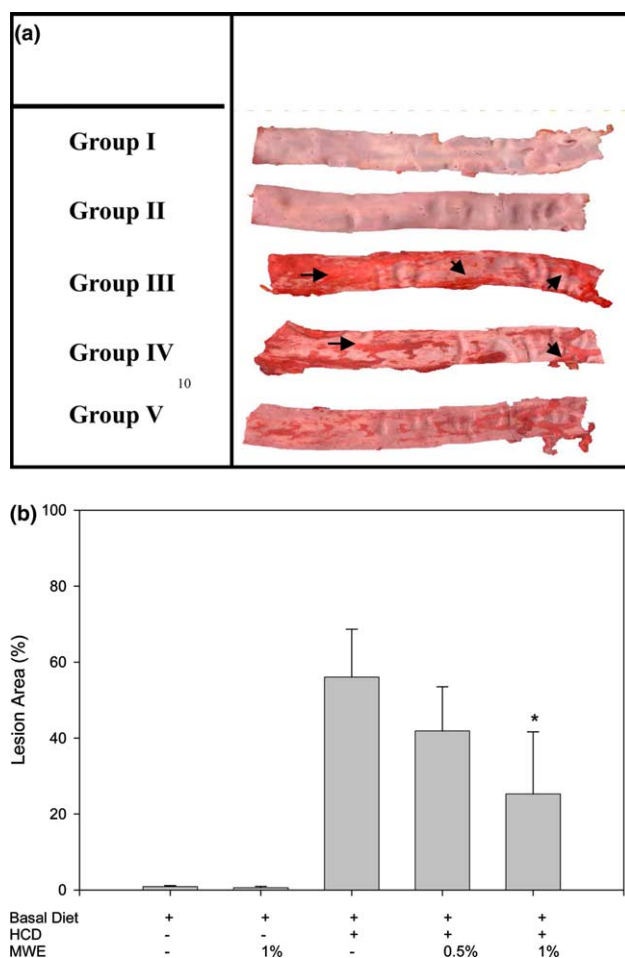 (a)
Group I
Group II
Group III
Group IV
10
Group V
(b)
100
80
60
40
20
0
Lesion Area (%)
*
Basal Diet + + + + +
HCD - - + + +
MWE - 1% - 0.5% 1%